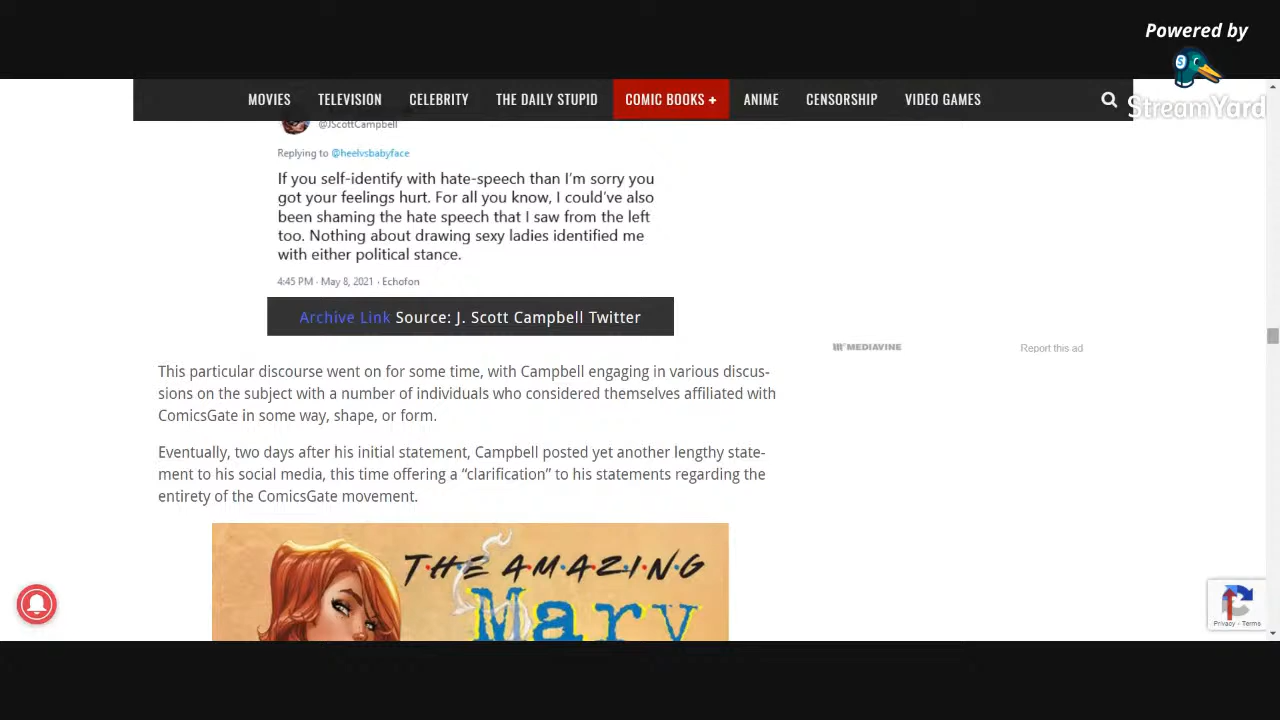 Powered by
StreamYard
MOVIES TELEVISION CELEBRITY THE DAILY STUPID COMIC BOOKS + ANIME CENSORSHIP VIDEO GAMES
@JScottCampbell
Replying to @heelvsbabyface
If you self-identify with hate-speech than I'm sorry you
got your feelings hurt. For all you know, I could've also
been shaming the hate speech that I saw from the left
too. Nothing about drawing sexy ladies identified me
with either political stance.
4:45 PM · May 8, 2021 · Echofon
Archive Link Source: J. Scott Campbell Twitter
MEDIAVINE
Report this ad
This particular discourse went on for some time, with Campbell engaging in various discus-
sions on the subject with a number of individuals who considered themselves affiliated with
ComicsGate in some way, shape, or form.
Eventually, two days after his initial statement, Campbell posted yet another lengthy state-
ment to his social media, this time offering a “clarification” to his statements regarding the
entirety of the ComicsGate movement.
T·H·E A·M·A·Z·I·N·G
Mary
Privacy - Terms